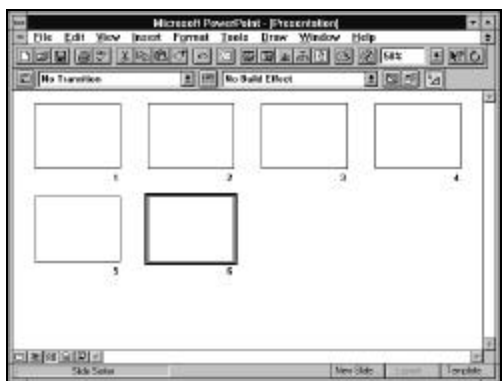 Microsoft PowerPoint - [Presentation]
File Edit View Insert Format Tools Draw Window Help
No Transition No Build Effect
1 2 3 4
5 6
Slide Sorter New Slide... Layout... Template...